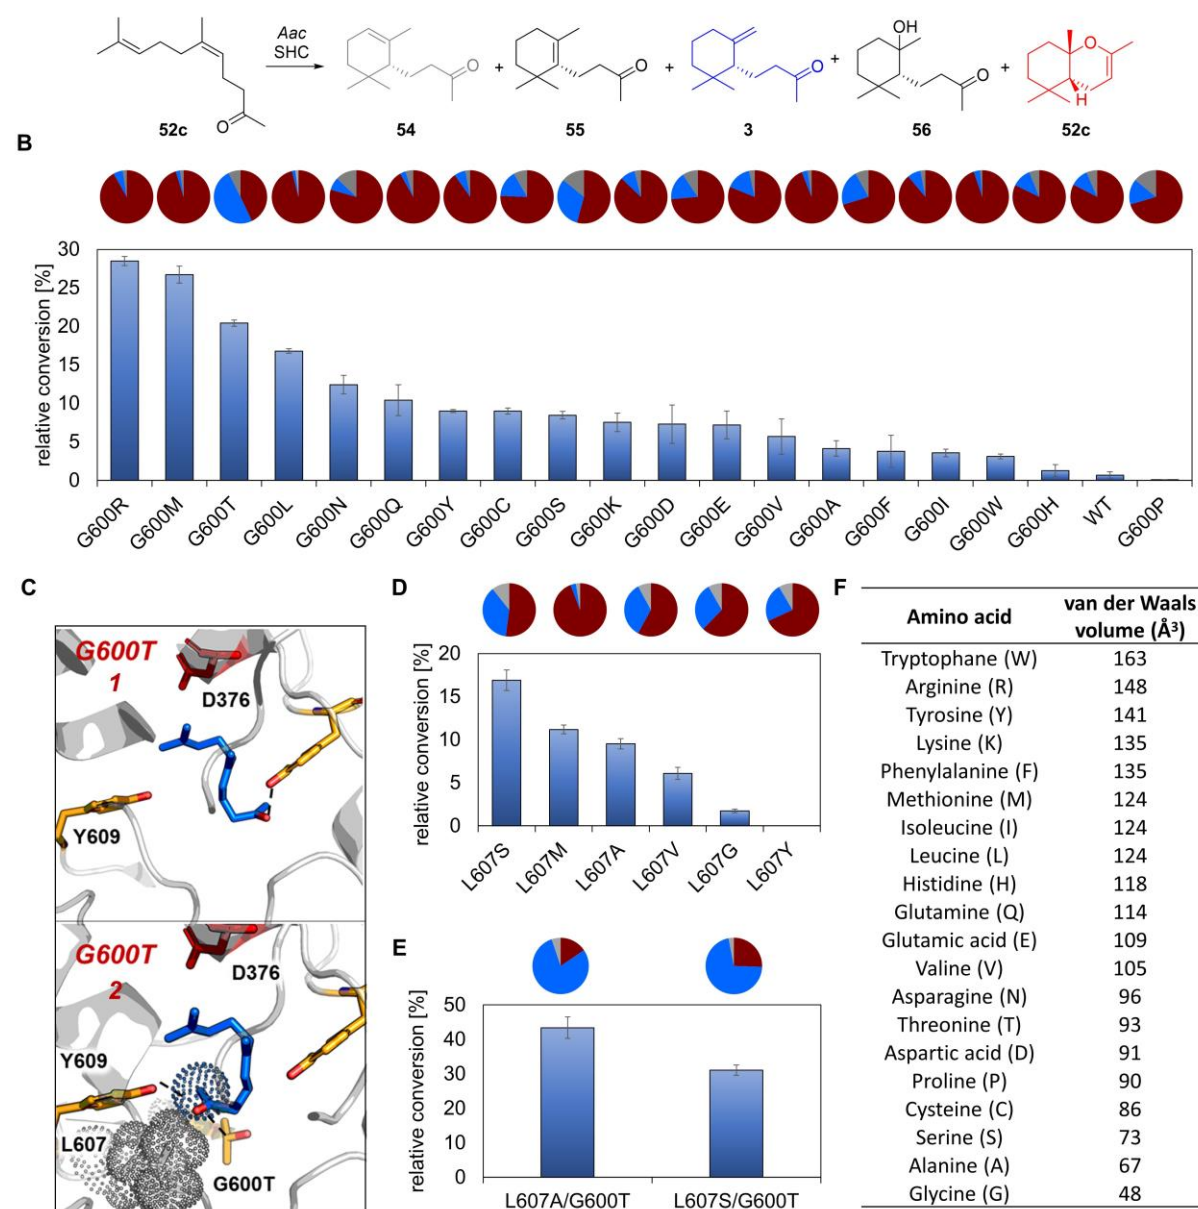 Aac
SHC
OH
O
O
O
O
O
O
H
+
+
+
+
52c
54
55
3
56
52c
B
relative conversion [%]
30
25
20
15
10
5
0
G600R
G600M
G600T
G600L
G600N
G600Q
G600Y
G600C
G600S
G600K
G600D
G600E
G600V
G600A
G600F
G600I
G600W
G600H
WT
G600P
C
G600T
1
D376
Y609
G600T
2
D376
Y609
L607
G600T
D
relative conversion [%]
20
15
10
5
0
L607S
L607M
L607A
L607V
L607G
L607Y
E
relative conversion [%]
50
40
30
20
10
0
L607A/G600T
L607S/G600T
F
Amino acid van der Waals volume (Å³)
Tryptophane (W) 163
Arginine (R) 148
Tyrosine (Y) 141
Lysine (K) 135
Phenylalanine (F) 135
Methionine (M) 124
Isoleucine (I) 124
Leucine (L) 124
Histidine (H) 118
Glutamine (Q) 114
Glutamic acid (E) 109
Valine (V) 105
Asparagine (N) 96
Threonine (T) 93
Aspartic acid (D) 91
Proline (P) 90
Cysteine (C) 86
Serine (S) 73
Alanine (A) 67
Glycine (G) 48